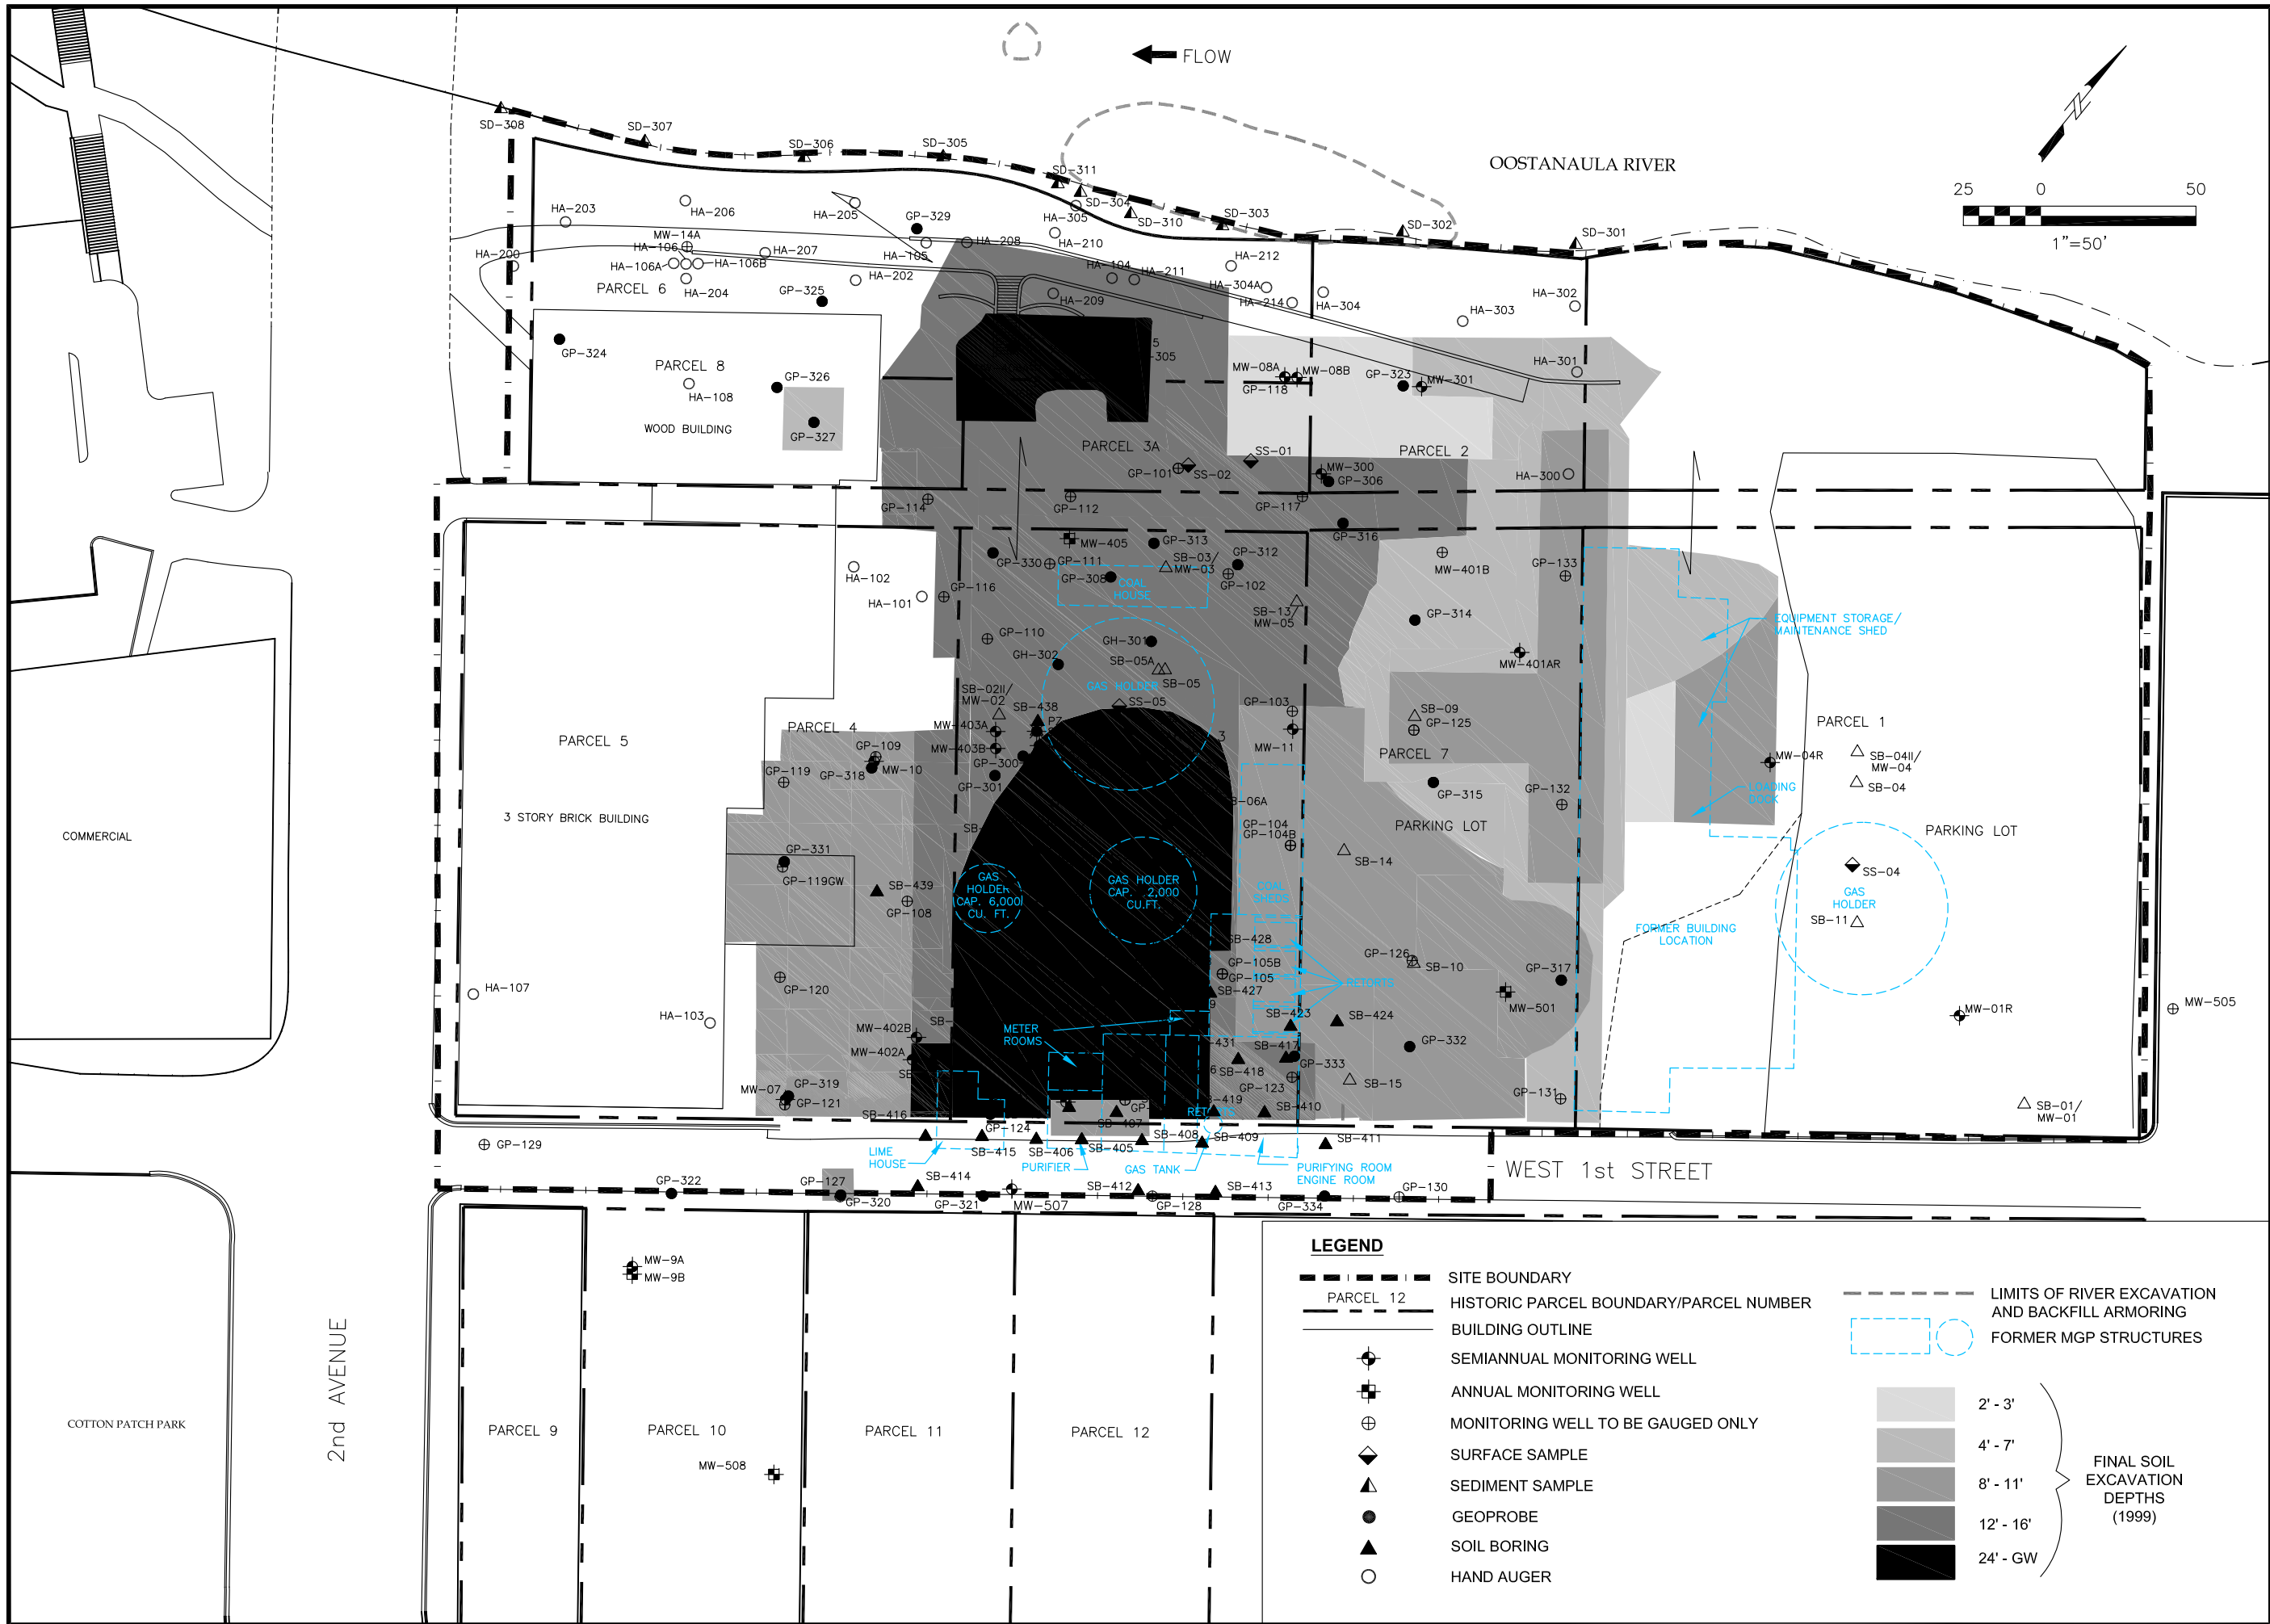 FLOW
OOSTANAULA RIVER
25 0 50
1"=50'
SD-308
SD-307
SD-306
SD-305
SD-311
SD-304
SD-310
SD-303
SD-302
SD-301
HA-203
HA-206
HA-205
GP-329
HA-305
HA-210
HA-208
MW-14A
HA-106
HA-207
HA-105
HA-200
HA-106A
HA-106B
HA-202
HA-104
HA-211
HA-212
PARCEL 6
HA-204
GP-325
HA-209
HA-304A
HA-214
HA-304
HA-303
HA-302
GP-324
PARCEL 8
HA-108
GP-326
WOOD BUILDING
GP-327
MW-08A
MW-08B
GP-118
GP-323
MW-301
HA-301
PARCEL 3A
PARCEL 2
GP-101
SS-02
SS-01
MW-300
GP-306
HA-300
GP-114
GP-112
GP-117
GP-316
MW-405
GP-313
GP-330
GP-111
GP-308
SB-03/
MW-03
GP-312
GP-102
COAL
HOUSE
MW-401B
GP-133
HA-102
HA-101
GP-116
SB-13/
MW-05
GP-314
EQUIPMENT STORAGE/
MAINTENANCE SHED
GP-110
GH-301
GH-302
SB-05A
SB-05
MW-401AR
GAS HOLDER
SB-02II/
MW-02
SB-438
SS-05
GP-103
SB-09
GP-125
PARCEL 1
PARCEL 5
PARCEL 4
MW-403A
MW-403B
GP-300
GP-301
MW-11
PARCEL 7
MW-04R
SB-04II/
MW-04
SB-04
GP-109
GP-318
MW-10
GP-119
GP-315
GP-132
LOADING
DOCK
3 STORY BRICK BUILDING
COMMERCIAL
GP-104
GP-104B
PARKING LOT
PARKING LOT
SB-14
GP-331
GP-119GW
SB-439
GP-108
GAS
HOLDER
CAP. 6,000
CU. FT.
GAS HOLDER
CAP. 2,000
CU.FT.
COAL
SHEDS
SS-04
GAS
HOLDER
SB-11
FORMER BUILDING
LOCATION
SB-428
GP-105B
GP-105
SB-427
RETORTS
GP-126
SB-10
GP-317
GP-120
HA-107
HA-103
MW-501
MW-01R
MW-505
METER
ROOMS
SB-423
SB-424
MW-402B
MW-402A
SB-417
SB-418
GP-333
GP-332
GP-123
SB-15
GP-131
SB-01/
MW-01
MW-07
GP-319
GP-121
SB-416
SB-410
GP-129
GP-124
SB-415
SB-406
SB-407
SB-405
SB-408
SB-409
SB-411
LIME
HOUSE
PURIFIER
GAS TANK
PURIFYING ROOM
ENGINE ROOM
WEST 1st STREET
GP-322
GP-127
GP-320
SB-414
GP-321
MW-507
SB-412
GP-128
SB-413
GP-334
GP-130
MW-9A
MW-9B
2nd AVENUE
COTTON PATCH PARK
PARCEL 9
PARCEL 10
PARCEL 11
PARCEL 12
MW-508
LEGEND
SITE BOUNDARY
PARCEL 12
HISTORIC PARCEL BOUNDARY/PARCEL NUMBER
BUILDING OUTLINE
SEMIANNUAL MONITORING WELL
ANNUAL MONITORING WELL
MONITORING WELL TO BE GAUGED ONLY
SURFACE SAMPLE
SEDIMENT SAMPLE
GEOPROBE
SOIL BORING
HAND AUGER
LIMITS OF RIVER EXCAVATION
AND BACKFILL ARMORING
FORMER MGP STRUCTURES
2' - 3'
4' - 7'
8' - 11'
12' - 16'
24' - GW
FINAL SOIL
EXCAVATION
DEPTHS
(1999)